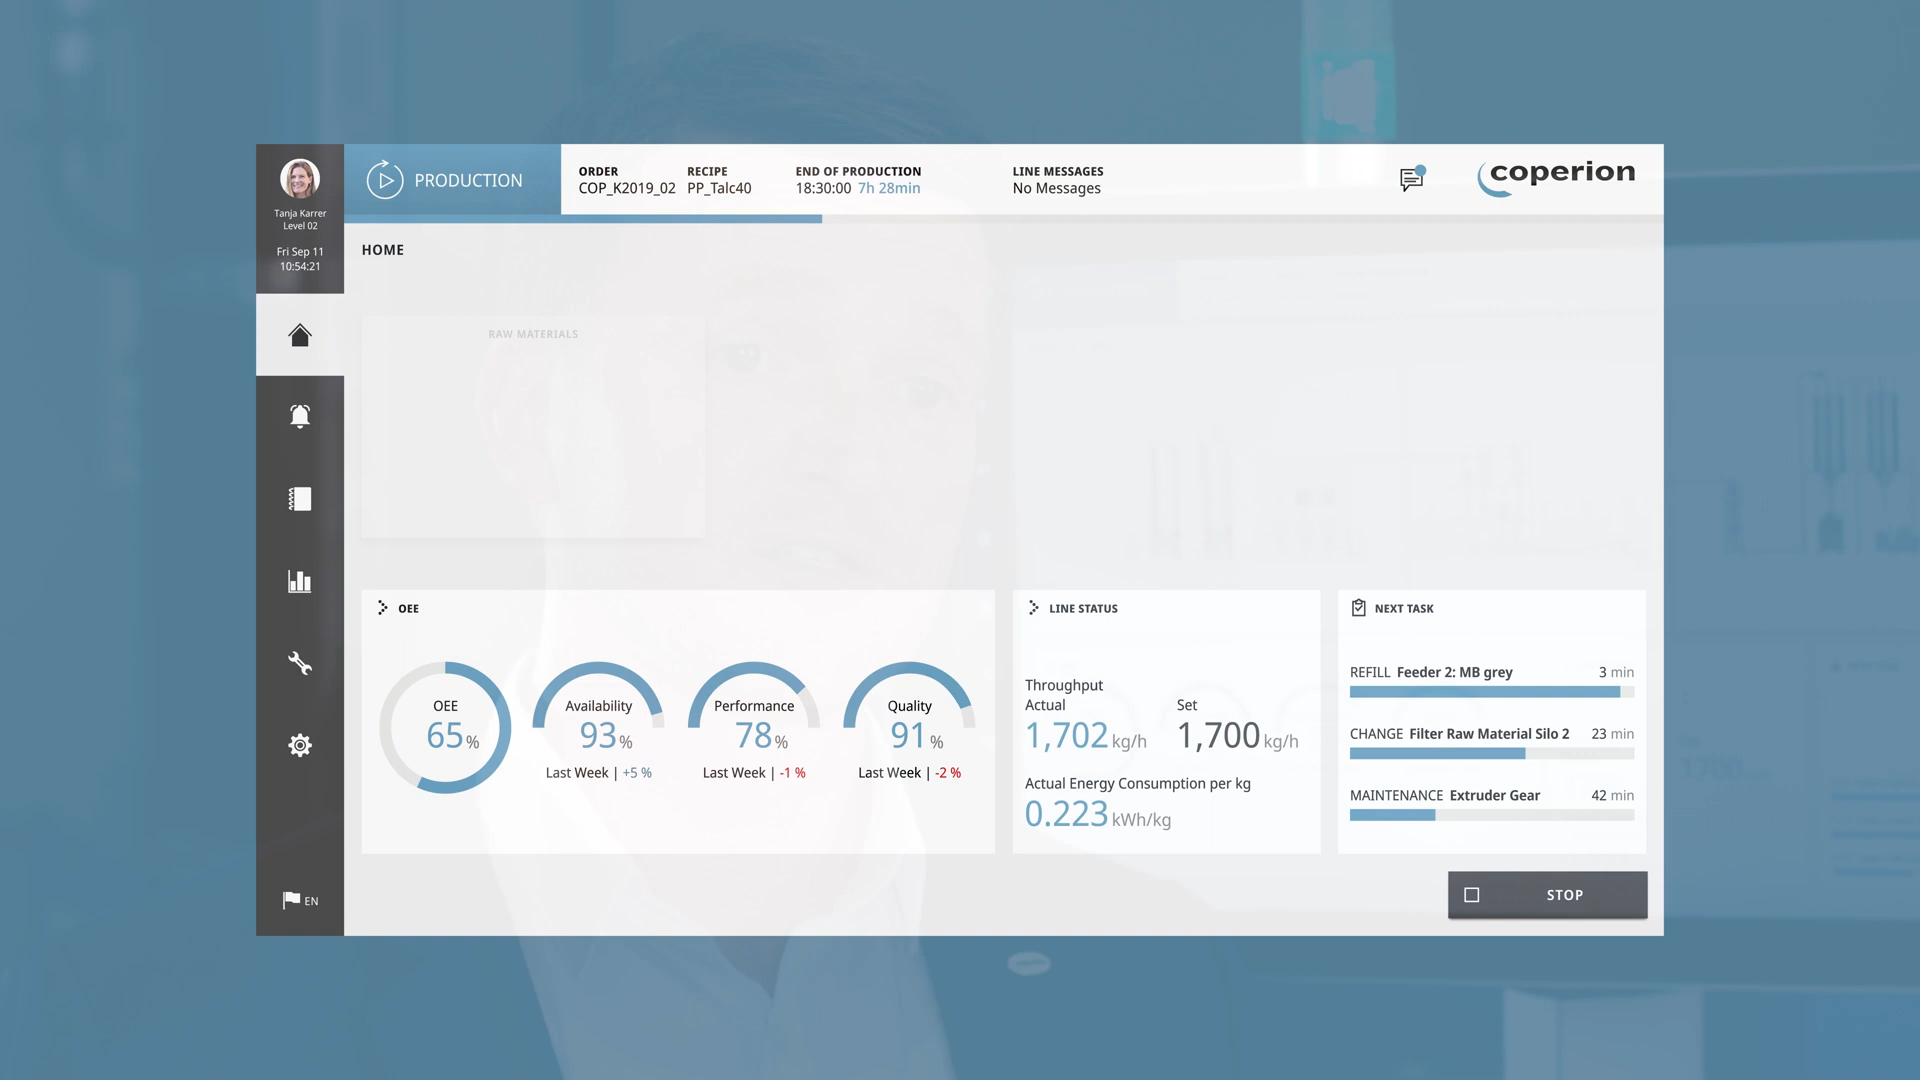 PRODUCTION
ORDER
COP_K2019_02
RECIPE
PP_Talc40
END OF PRODUCTION
18:30:00 7h 28min
LINE MESSAGES
No Messages
coperion
Tanja Karrer
Level 02
Fri Sep 11
10:54:21
HOME
RAW MATERIALS
OEE
OEE
65%
Availability
93%
Last Week | +5 %
Performance
78%
Last Week | -1 %
Quality
91 %
Last Week | -2 %
LINE STATUS
Throughput
Actual
1,702 kg/h
Set
1,700 kg/h
Actual Energy Consumption per kg
0.223 kWh/kg
NEXT TASK
REFILL Feeder 2: MB grey 3 min
CHANGE Filter Raw Material Silo 2 23 min
MAINTENANCE Extruder Gear 42 min
EN
STOP